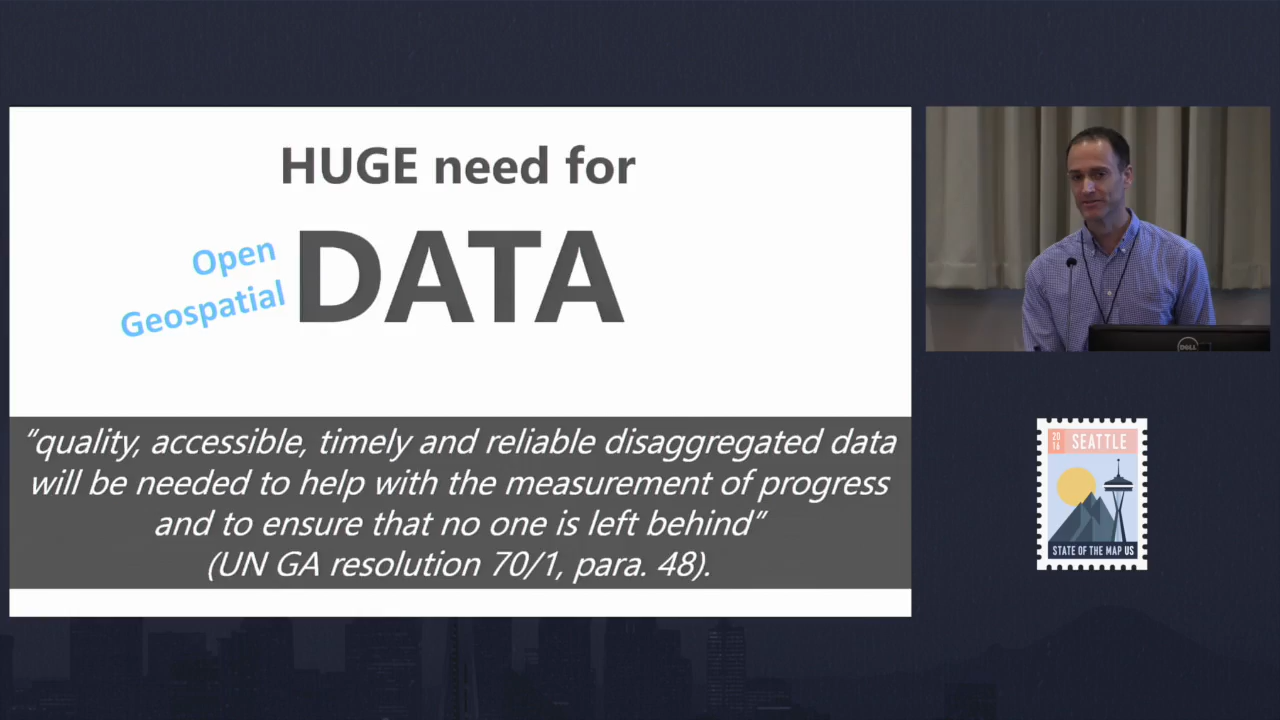 HUGE need for
Open
Geospatial
DATA
“quality, accessible, timely and reliable disaggregated data
will be needed to help with the measurement of progress
and to ensure that no one is left behind”
(UN GA resolution 70/1, para. 48).
DELL
20
16
SEATTLE
STATE OF THE MAP US